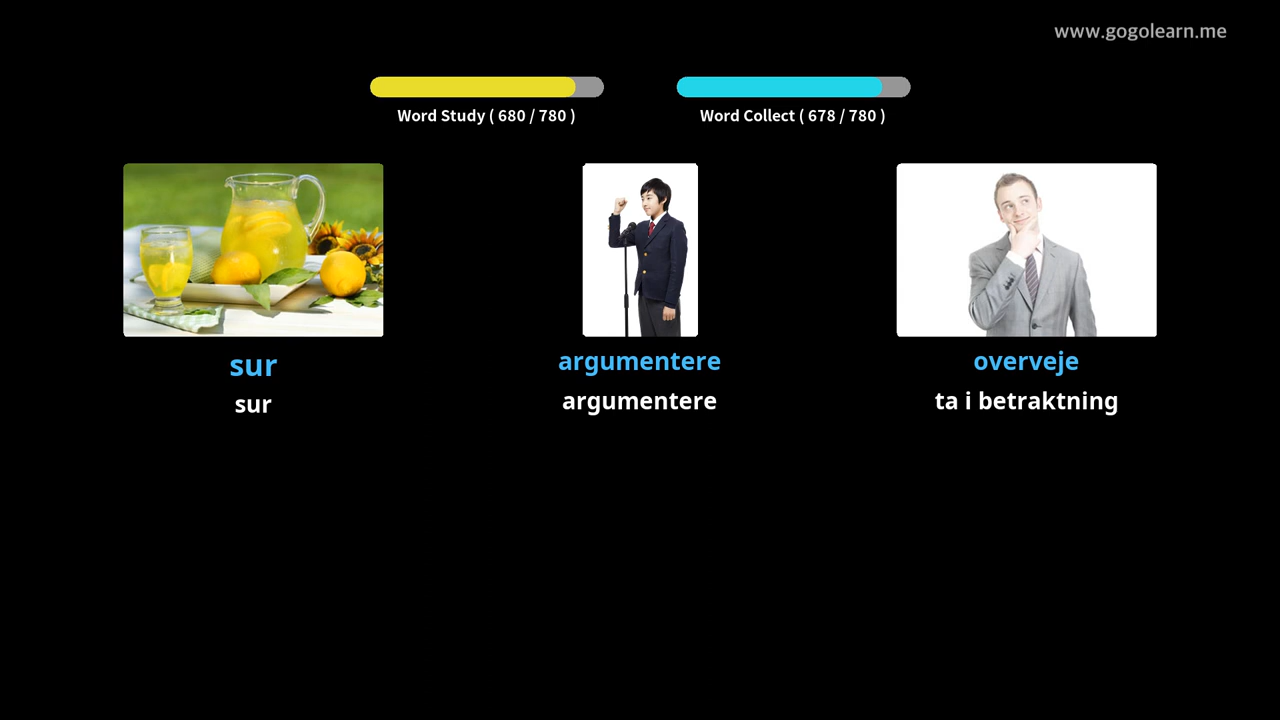 www.gogolearn.me
Word Study ( 680 / 780 )
Word Collect ( 678 / 780 )
sur
sur
argumentere
argumentere
overveje
ta i betraktning